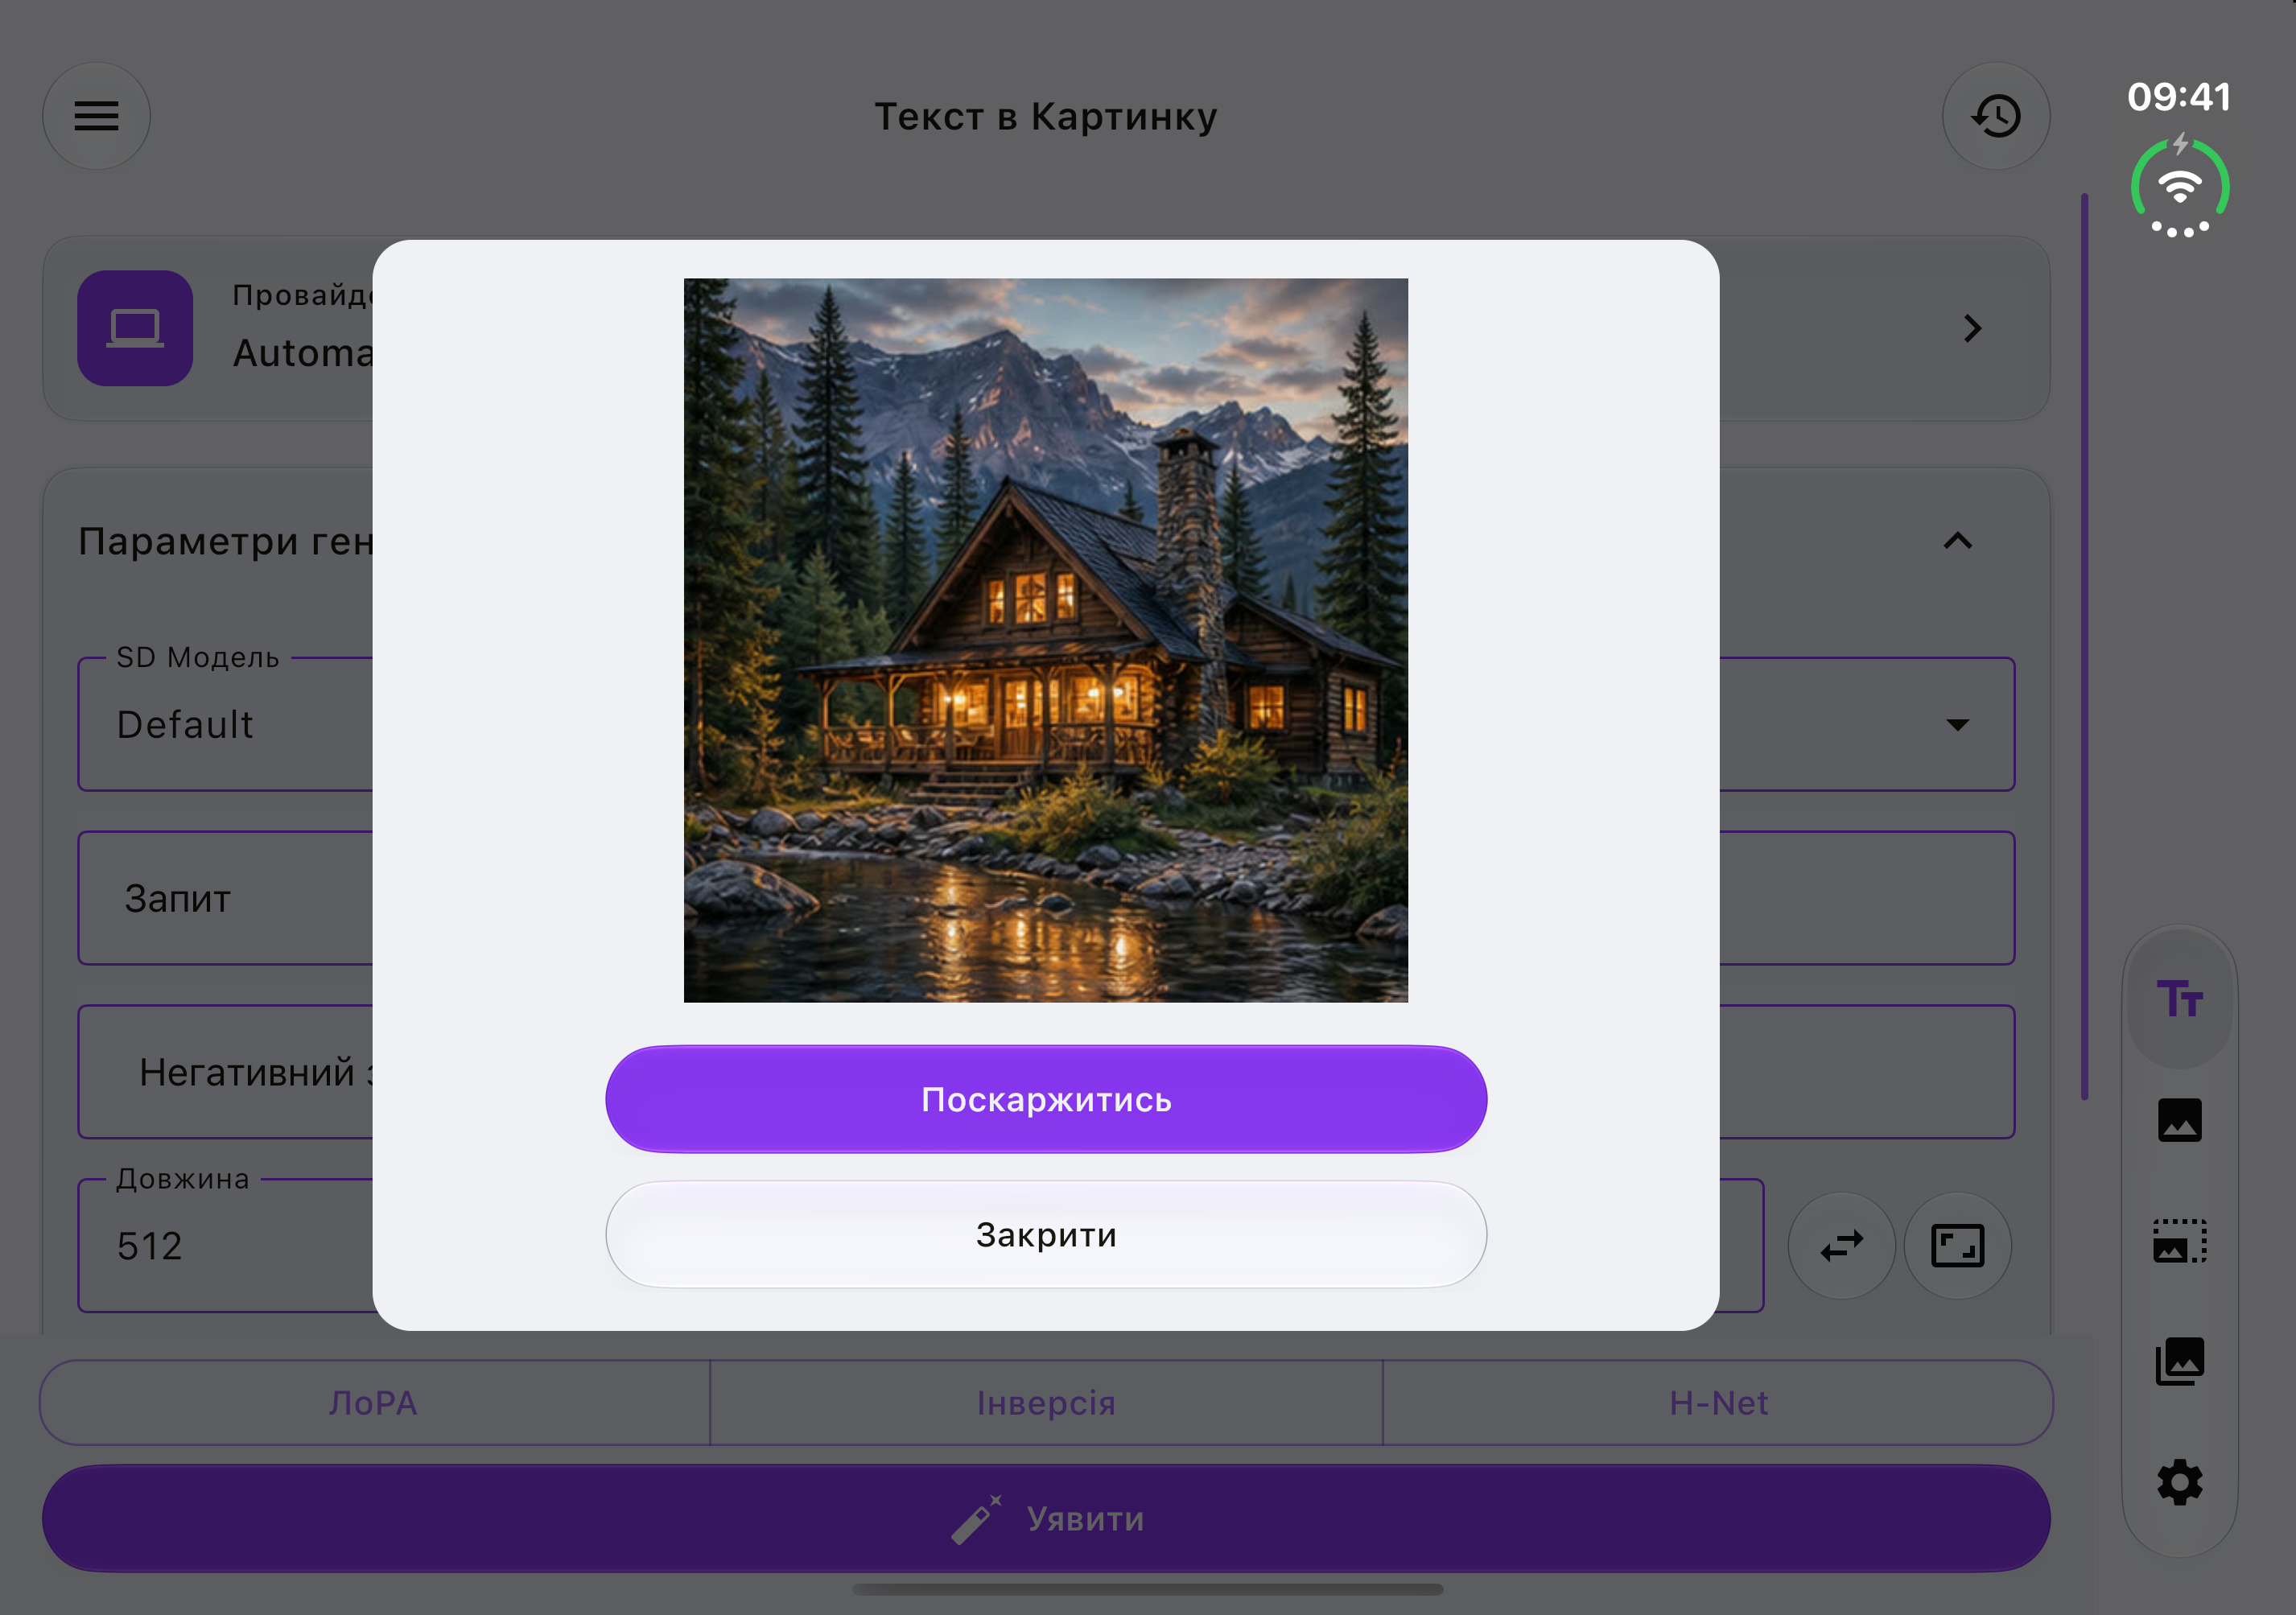 Текст в Картинку
09:41
Провайде
Automa
Параметри ген
SD Модель
Default
Запит
Негативний
Довжина
512
Поскаржитись
Закрити
ЛоРА
Інверсія
H-Net
Уявити